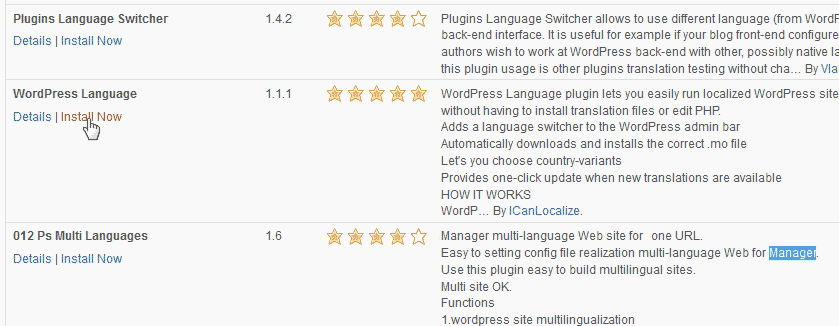 Plugins Language Switcher 1.4.2 Plugins Language Switcher allows to use different language (from WordP
Details | Install Now back-end interface. It is useful for example if your blog front-end configure
authors wish to work at WordPress back-end with other, possibly native la
this plugin usage is other plugins translation testing without cha… By Vla
WordPress Language 1.1.1 WordPress Language plugin lets you easily run localized WordPress site
Details | Install Now without having to install translation files or edit PHP.
Adds a language switcher to the WordPress admin bar
Automatically downloads and installs the correct .mo file
Let's you choose country-variants
Provides one-click update when new translations are available
HOW IT WORKS
WordP… By ICanLocalize.
012 Ps Multi Languages 1.6 Manager multi-language Web site for one URL.
Details | Install Now Easy to setting config file realization multi-language Web for Manager.
Use this plugin easy to build multilingual sites.
Multi site OK.
Functions
1.wordpress site multilingualization